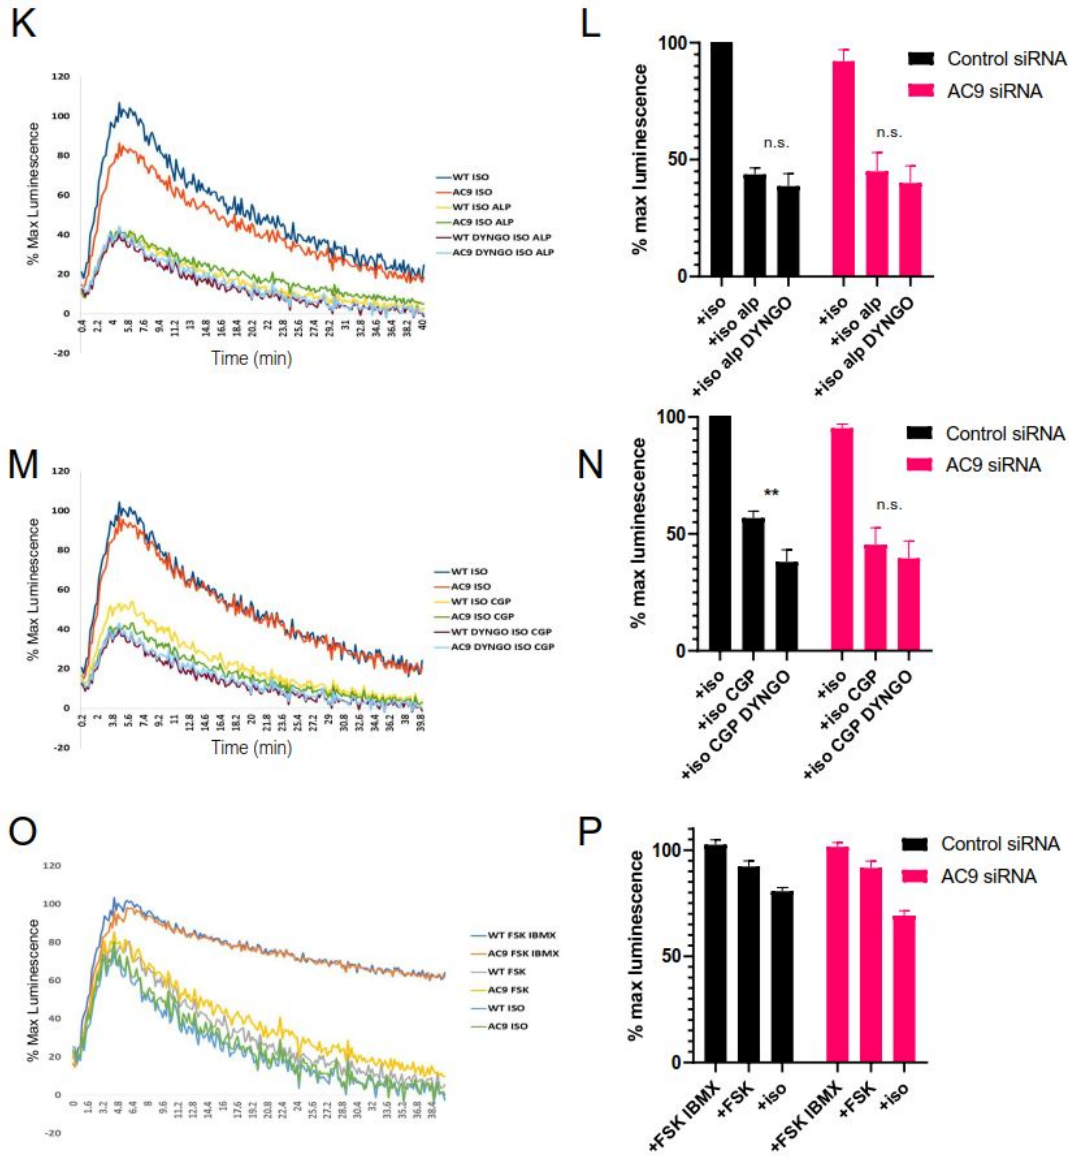 K
120
100
80
60
40
20
0
-20
% Max Luminescence
0.4 2.2 4 5.8 7.6 9.4 11.2 13 14.8 16.6 18.4 20.2 22 23.8 25.6 27.4 29.2 31 32.8 34.6 36.4 38.2 40
Time (min)
WT ISO
AC9 ISO
WT ISO ALP
AC9 ISO ALP
WT DYNGO ISO ALP
AC9 DYNGO ISO ALP
L
100
50
0
% max luminescence
n.s.
n.s.
Control siRNA
AC9 siRNA
+iso
+iso alp
+iso alp DYNGO
+iso
+iso alp
+iso alp DYNGO
M
120
100
80
60
40
20
0
-20
% Max Luminescence
0.2 2 3.8 5.6 7.4 9.2 11 12.8 14.6 16.4 18.2 20 21.8 23.6 25.4 27.2 29 30.8 32.6 34.4 36.2 38 39.8
Time (min)
WT ISO
AC9 ISO
WT ISO CGP
AC9 ISO CGP
WT DYNGO ISO CGP
AC9 DYNGO ISO CGP
N
100
50
0
% max luminescence
**
n.s.
Control siRNA
AC9 siRNA
+iso
+iso CGP
+iso CGP DYNGO
+iso
+iso CGP
+iso CGP DYNGO
O
120
100
80
60
40
20
0
-20
% Max Luminescence
0 1.6 3.2 4.8 6.4 8 9.6 11.2 12.8 14.4 16 17.6 19.2 20.8 22.4 24 25.6 27.2 28.8 30.4 32 33.6 35.2 36.8 38.4
WT FSK IBMX
AC9 FSK IBMX
WT FSK
AC9 FSK
WT ISO
AC9 ISO
P
100
50
0
% max luminescence
Control siRNA
AC9 siRNA
+FSK IBMX
+FSK
+iso
+FSK IBMX
+FSK
+iso